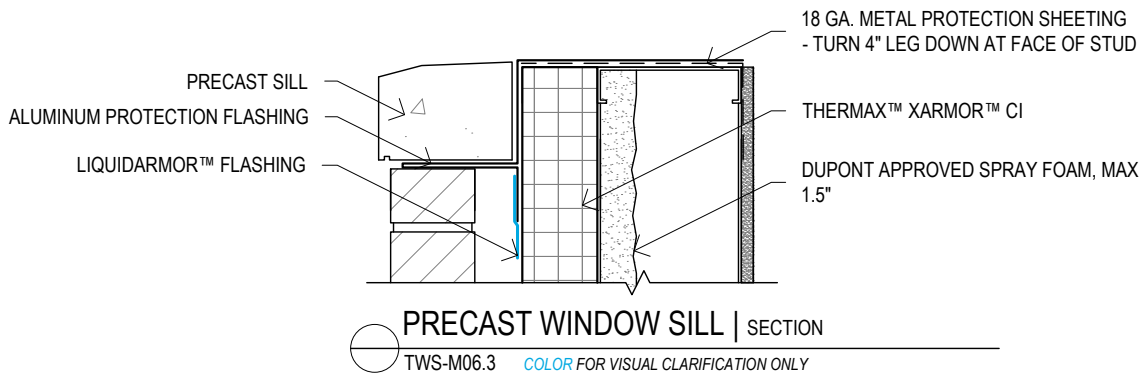 18 GA. METAL PROTECTION SHEETING
- TURN 4" LEG DOWN AT FACE OF STUD
PRECAST SILL
ALUMINUM PROTECTION FLASHING
THERMAX™ XARMOR™ CI
LIQUIDARMOR™ FLASHING
DUPONT APPROVED SPRAY FOAM, MAX
1.5"
PRECAST WINDOW SILL | SECTION
TWS-M06.3 COLOR FOR VISUAL CLARIFICATION ONLY